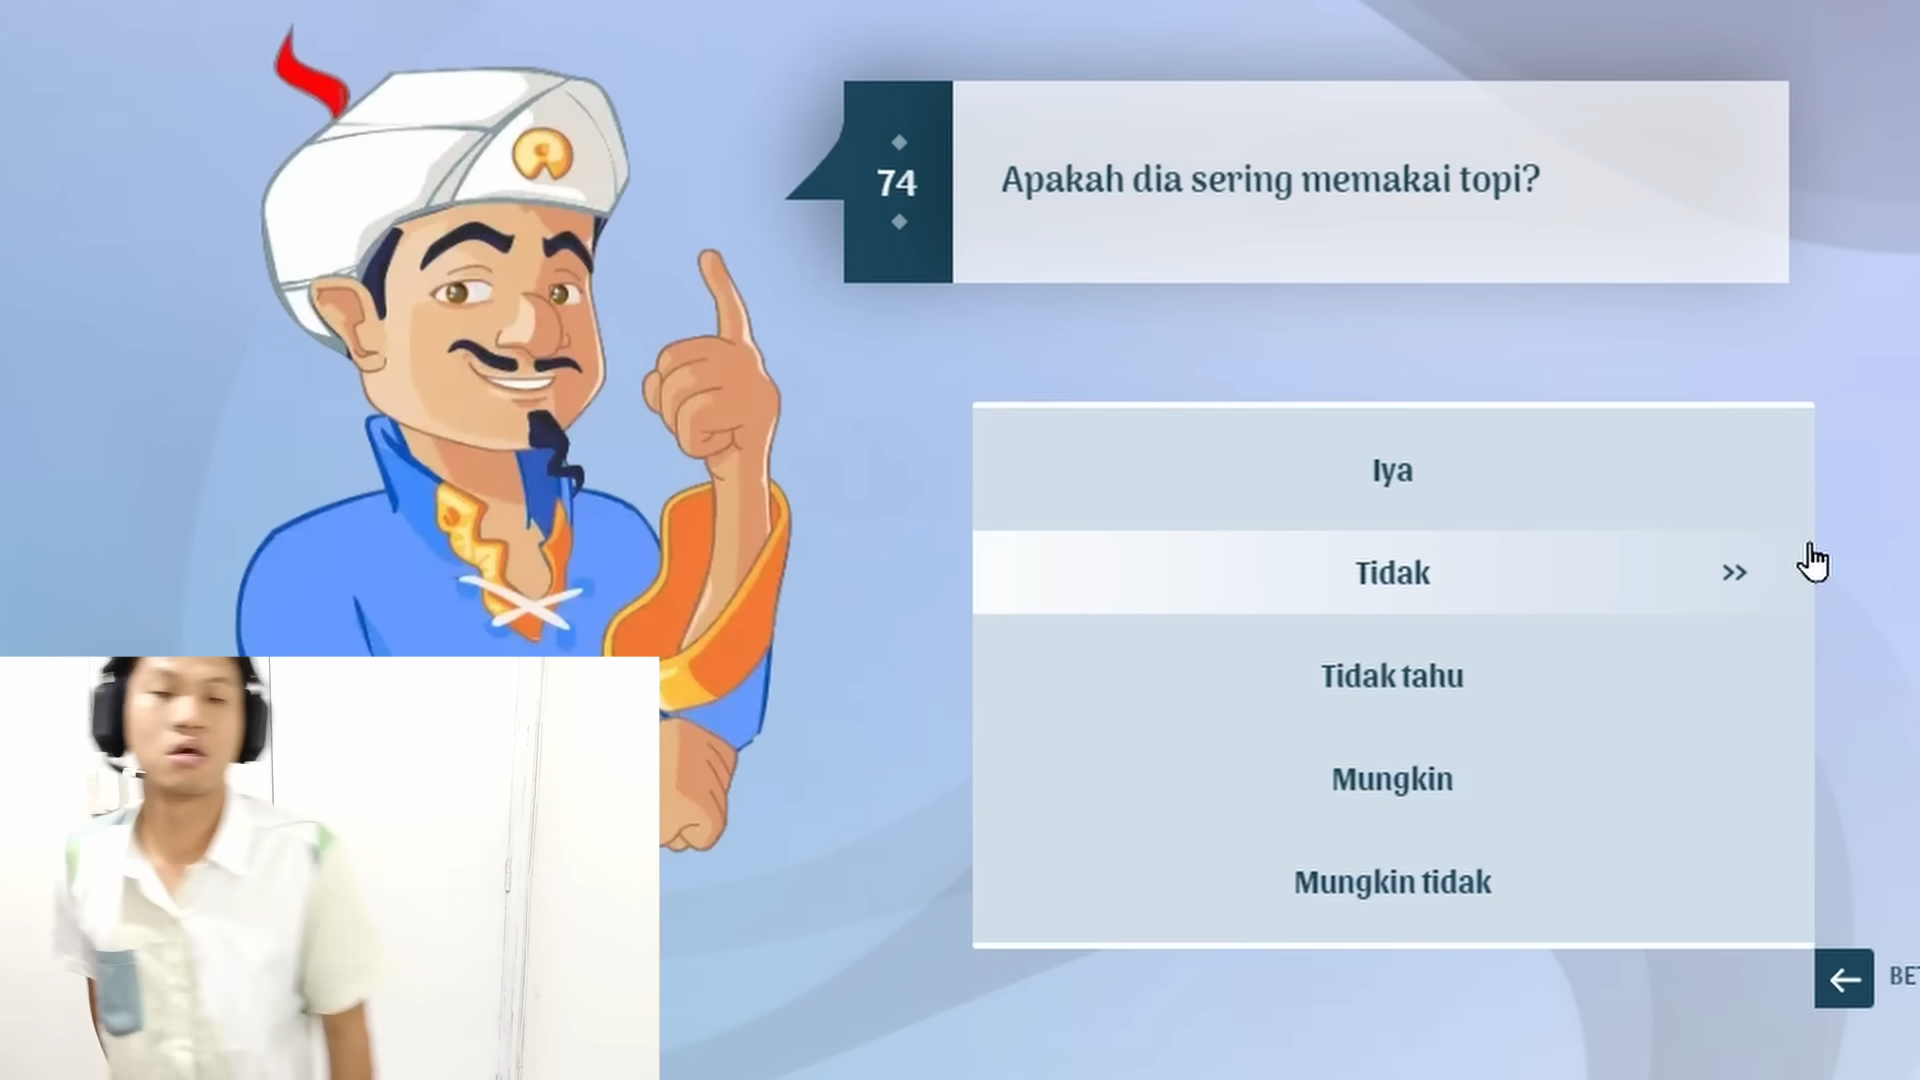 74
Apakah dia sering memakai topi?
Iya
Tidak >>
Tidak tahu
Mungkin
Mungkin tidak